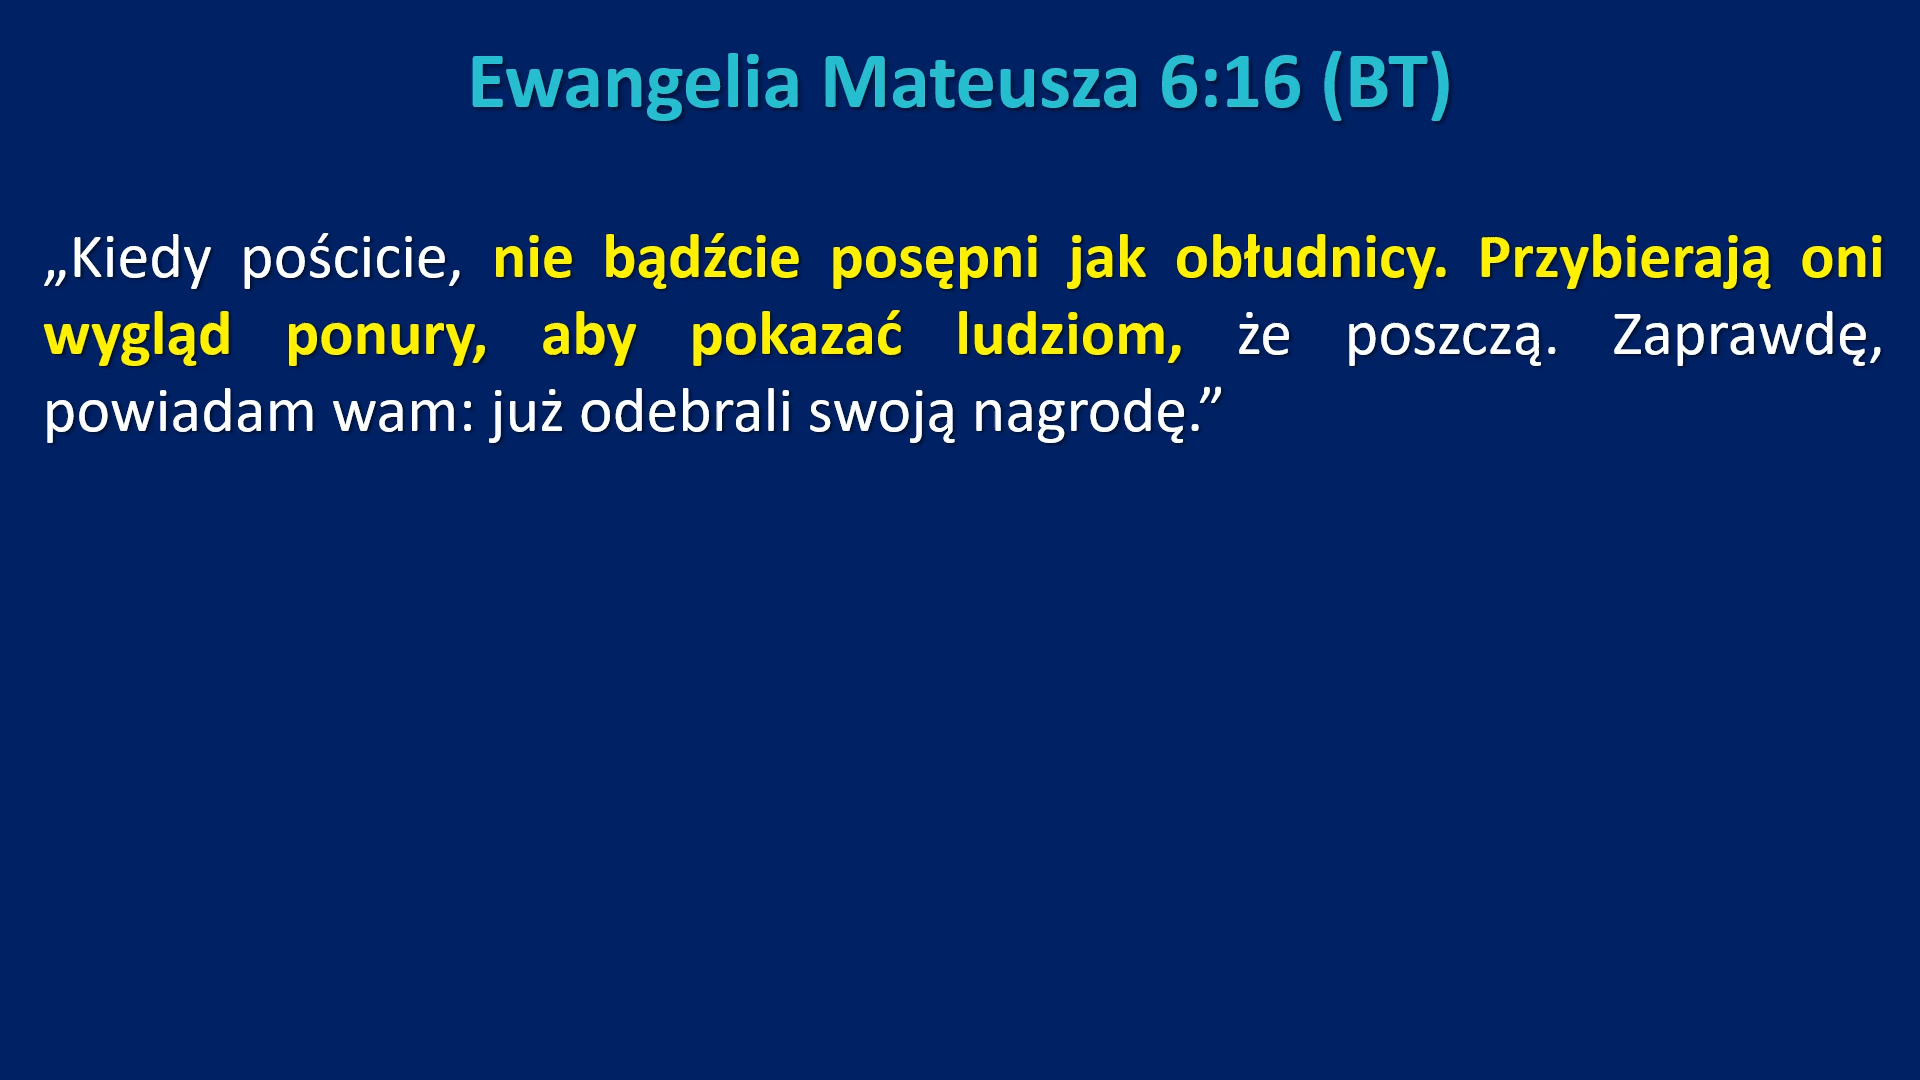 Ewangelia Mateusza 6:16 (BT)
„Kiedy pościcie, nie bądźcie posępni jak obłudnicy. Przybierają oni
wygląd ponury, aby pokazać ludziom, że poszczą. Zaprawdę,
powiadam wam: już odebrali swoją nagrodę.”